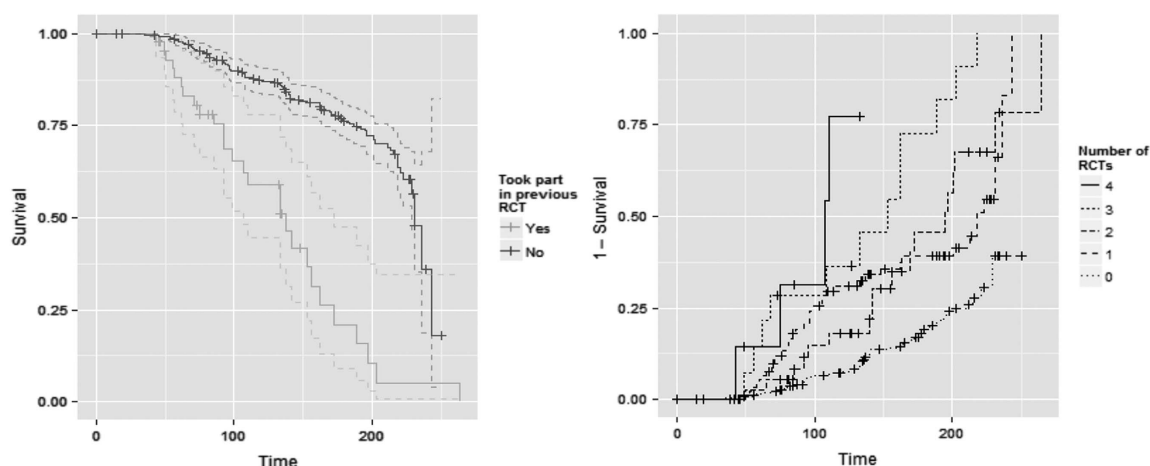 1.00
0.75
0.50
0.25
0.00
Survival
0
100
200
Time
Took part
in previous
RCT
Yes
No
1.00
0.75
0.50
0.25
0.00
1– Survival
0
100
200
Time
Number of
RCTs
4
3
2
1
0